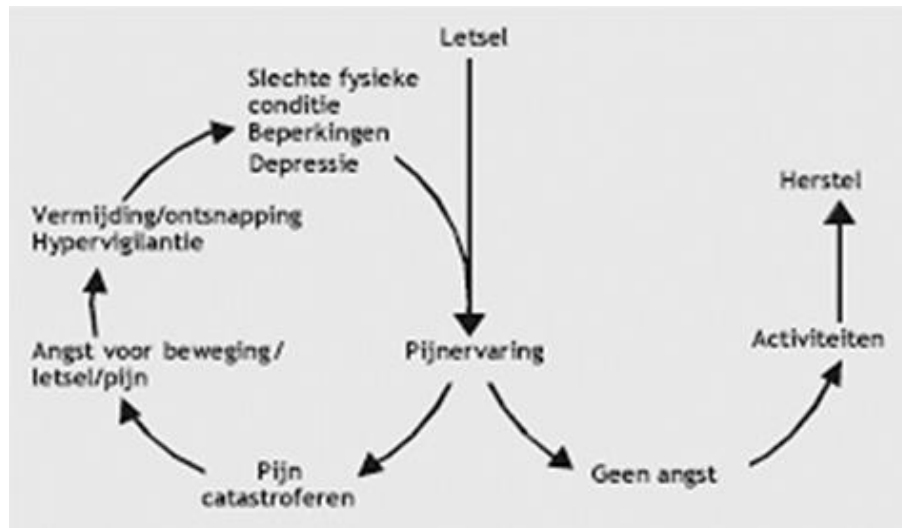 Letsel
Slechte fysieke
conditie
Beperkingen
Depressie
Herstel
Vermijding/ontsnapping
Hypervigilantie
Angst voor beweging/
letsel/pijn
Pijnervaring
Activiteiten
Pijn
catastroferen
Geen angst